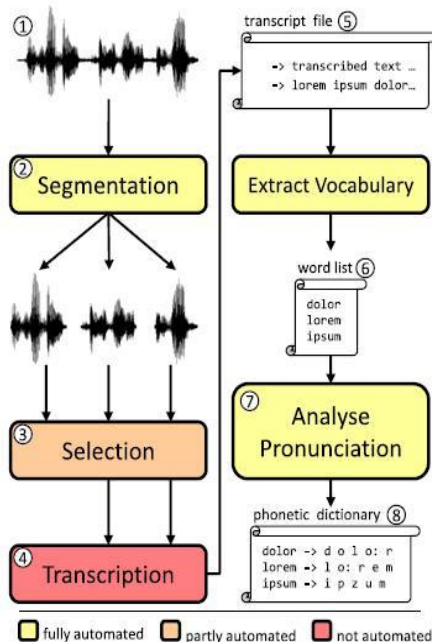 ①
② Segmentation
③ Selection
④ Transcription
transcript file ⑤
-> transcribed text …
-> lorem ipsum dolor…
Extract Vocabulary
word list ⑥
dolor
lorem
ipsum
⑦ Analyse
Pronunciation
phonetic dictionary ⑧
dolor -> d o l o: r
lorem -> l o: r e m
ipsum -> i p z u m
fully automated
partly automated
not automated